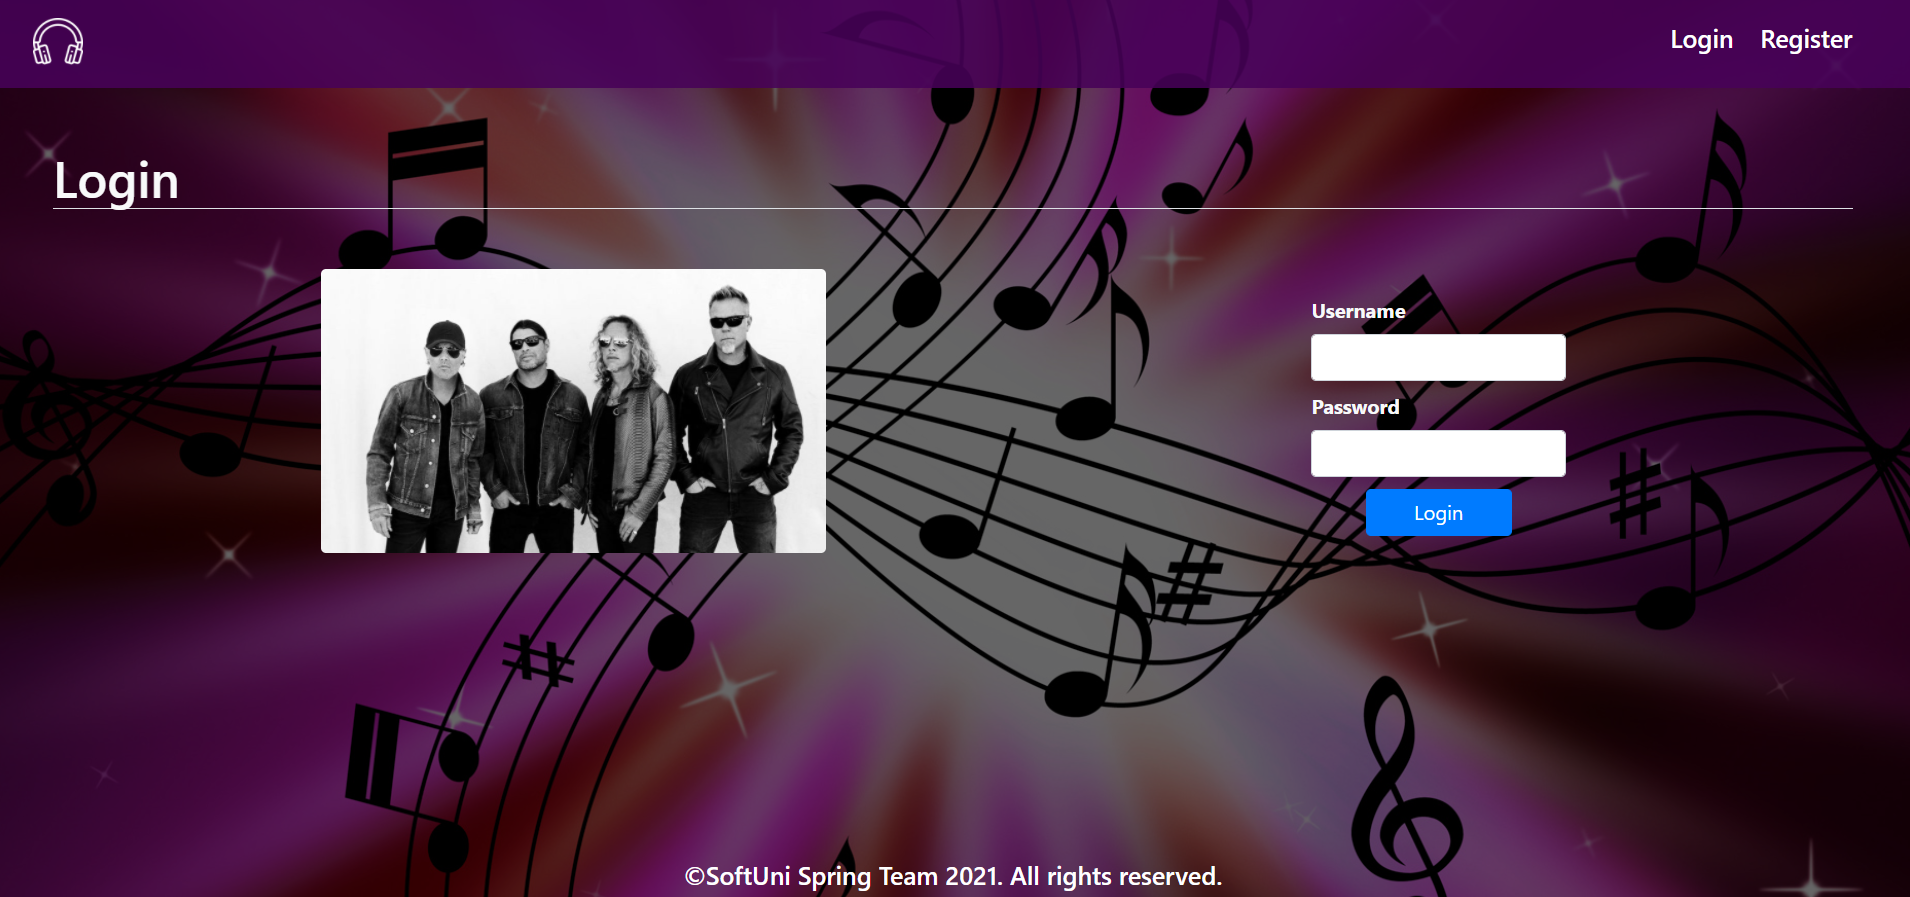 Login Register
Login
Username
Password
Login
©SoftUni Spring Team 2021. All rights reserved.